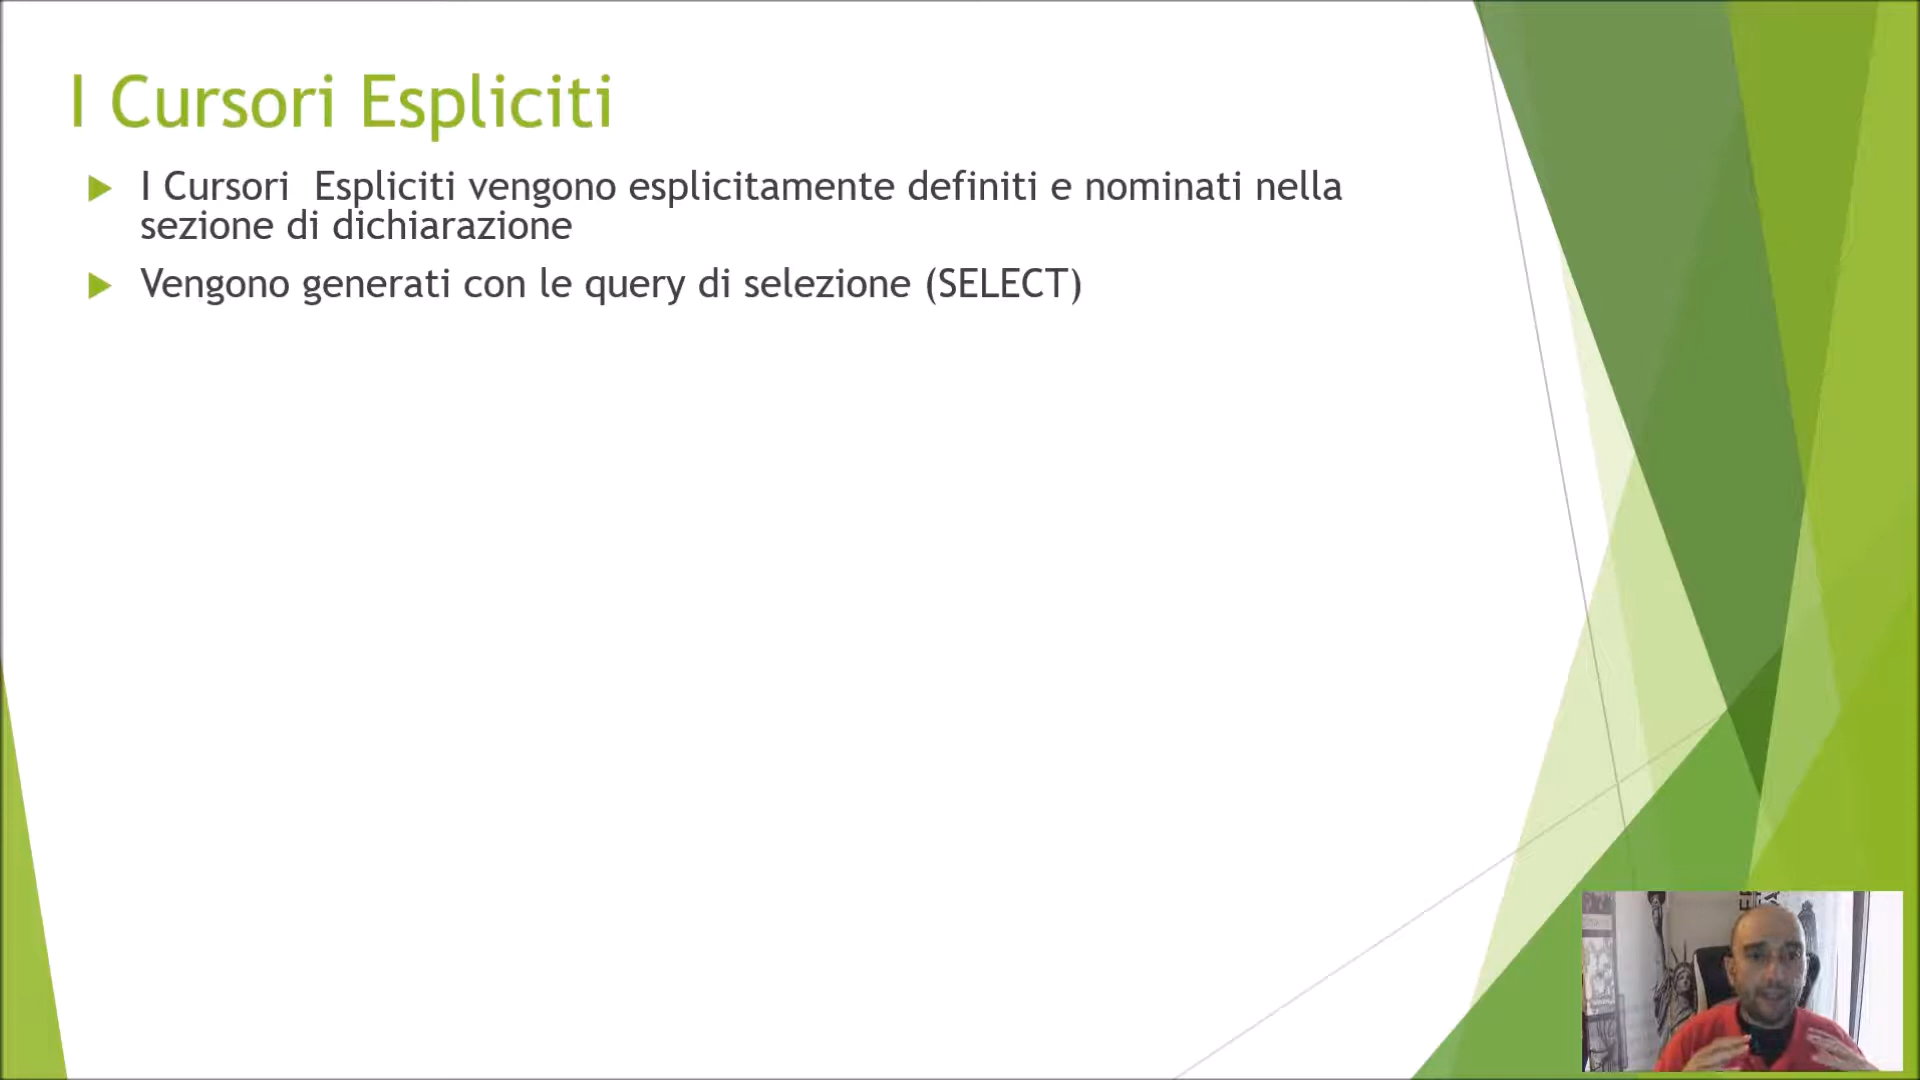 I Cursori Espliciti
I Cursori  Espliciti vengono esplicitamente definiti e nominati nella
sezione di dichiarazione
Vengono generati con le query di selezione (SELECT)